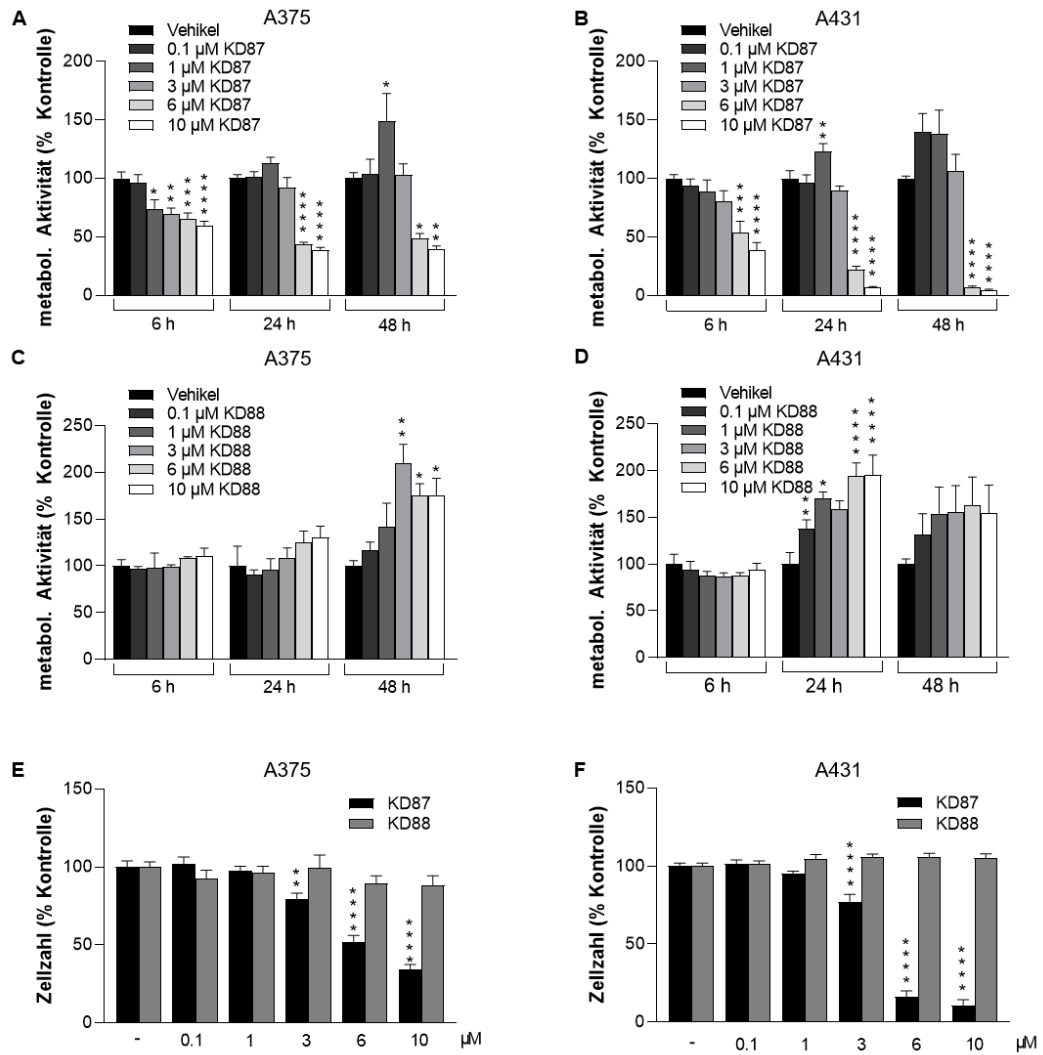 A
A375
Vehikel
0.1 µM KD87
1 µM KD87
3 µM KD87
6 µM KD87
10 µM KD87
metabol. Aktivität (% Kontrolle)
200
150
100
50
0
*
* *
* * *
* * * *
* * * *
* * * *
*
*
* *
6 h
24 h
48 h
B
A431
Vehikel
0.1 µM KD87
1 µM KD87
3 µM KD87
6 µM KD87
10 µM KD87
metabol. Aktivität (% Kontrolle)
200
150
100
50
0
* * *
* * * *
* *
* * * *
* * * *
* * * *
* * * *
6 h
24 h
48 h
C
A375
Vehikel
0.1 µM KD88
1 µM KD88
3 µM KD88
6 µM KD88
10 µM KD88
metabol. Aktivität (% Kontrolle)
250
200
150
100
50
0
* *
*
*
6 h
24 h
48 h
D
A431
Vehikel
0.1 µM KD88
1 µM KD88
3 µM KD88
6 µM KD88
10 µM KD88
metabol. Aktivität (% Kontrolle)
250
200
150
100
50
0
* *
*
* * * *
* * * *
6 h
24 h
48 h
E
A375
KD87
KD88
Zellzahl (% Kontrolle)
150
100
50
0
* *
* * * *
* * * *
- 0.1 1 3 6 10 µM
F
A431
KD87
KD88
Zellzahl (% Kontrolle)
150
100
50
0
* * * *
* * * *
* * * *
- 0.1 1 3 6 10 µM